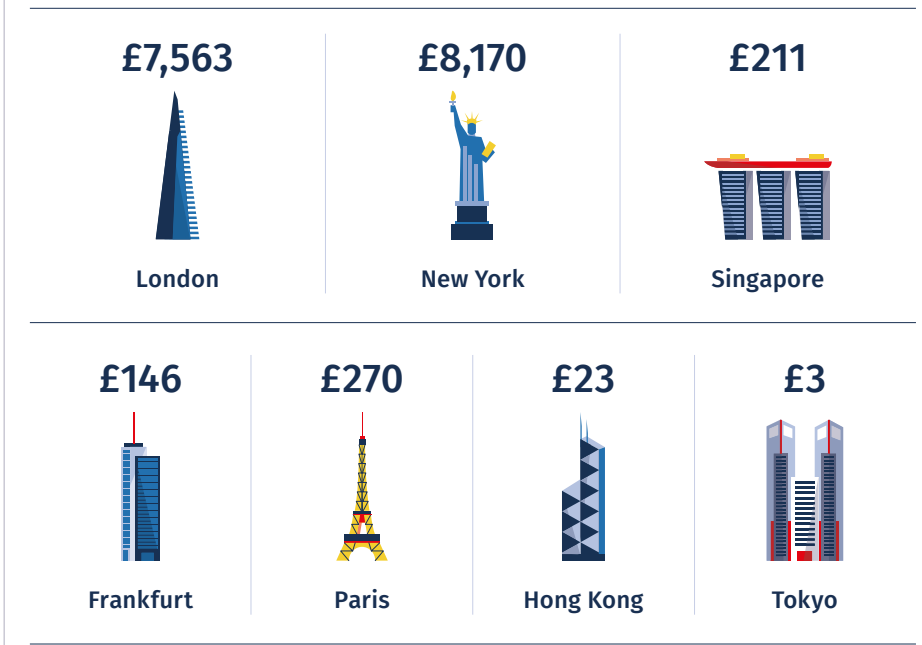 £7,563
£8,170
£211
London
New York
Singapore
£146
£270
£23
£3
Frankfurt
Paris
Hong Kong
Tokyo